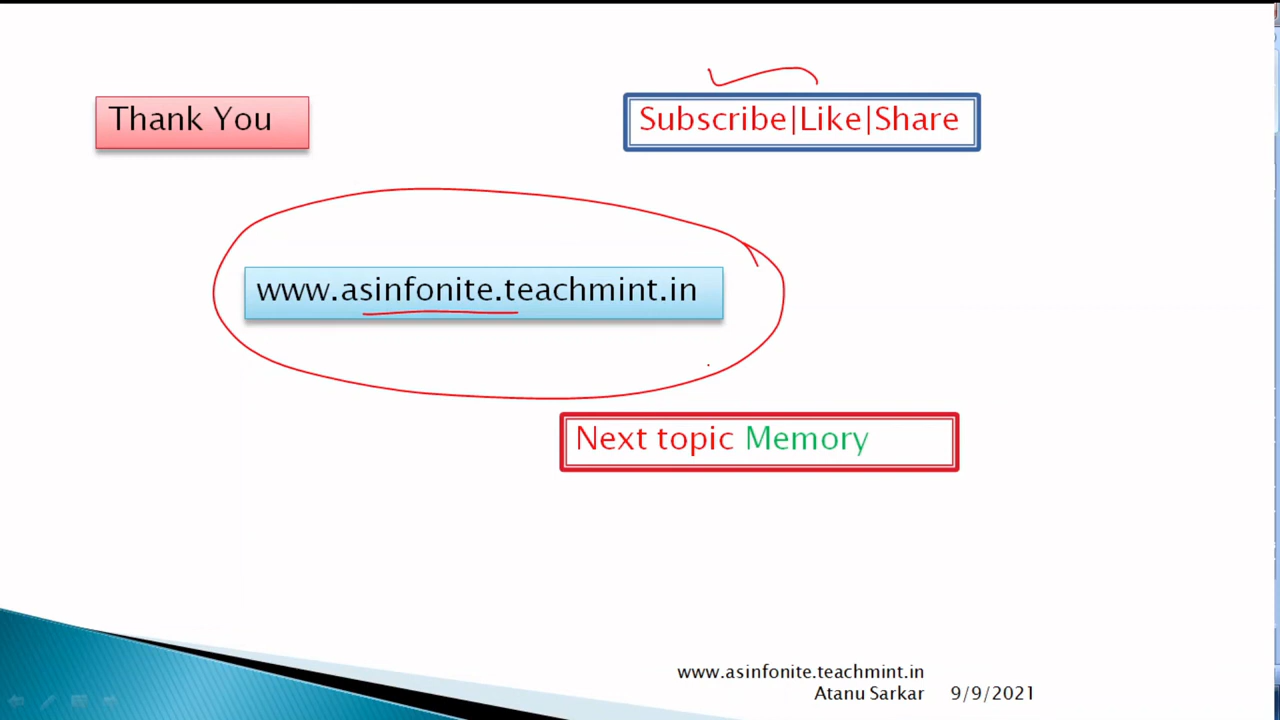 Thank You
Subscribe|Like|Share
www.asinfonite.teachmint.in
Next topic Memory
www.asinfonite.teachmint.in
Atanu Sarkar 9/9/2021